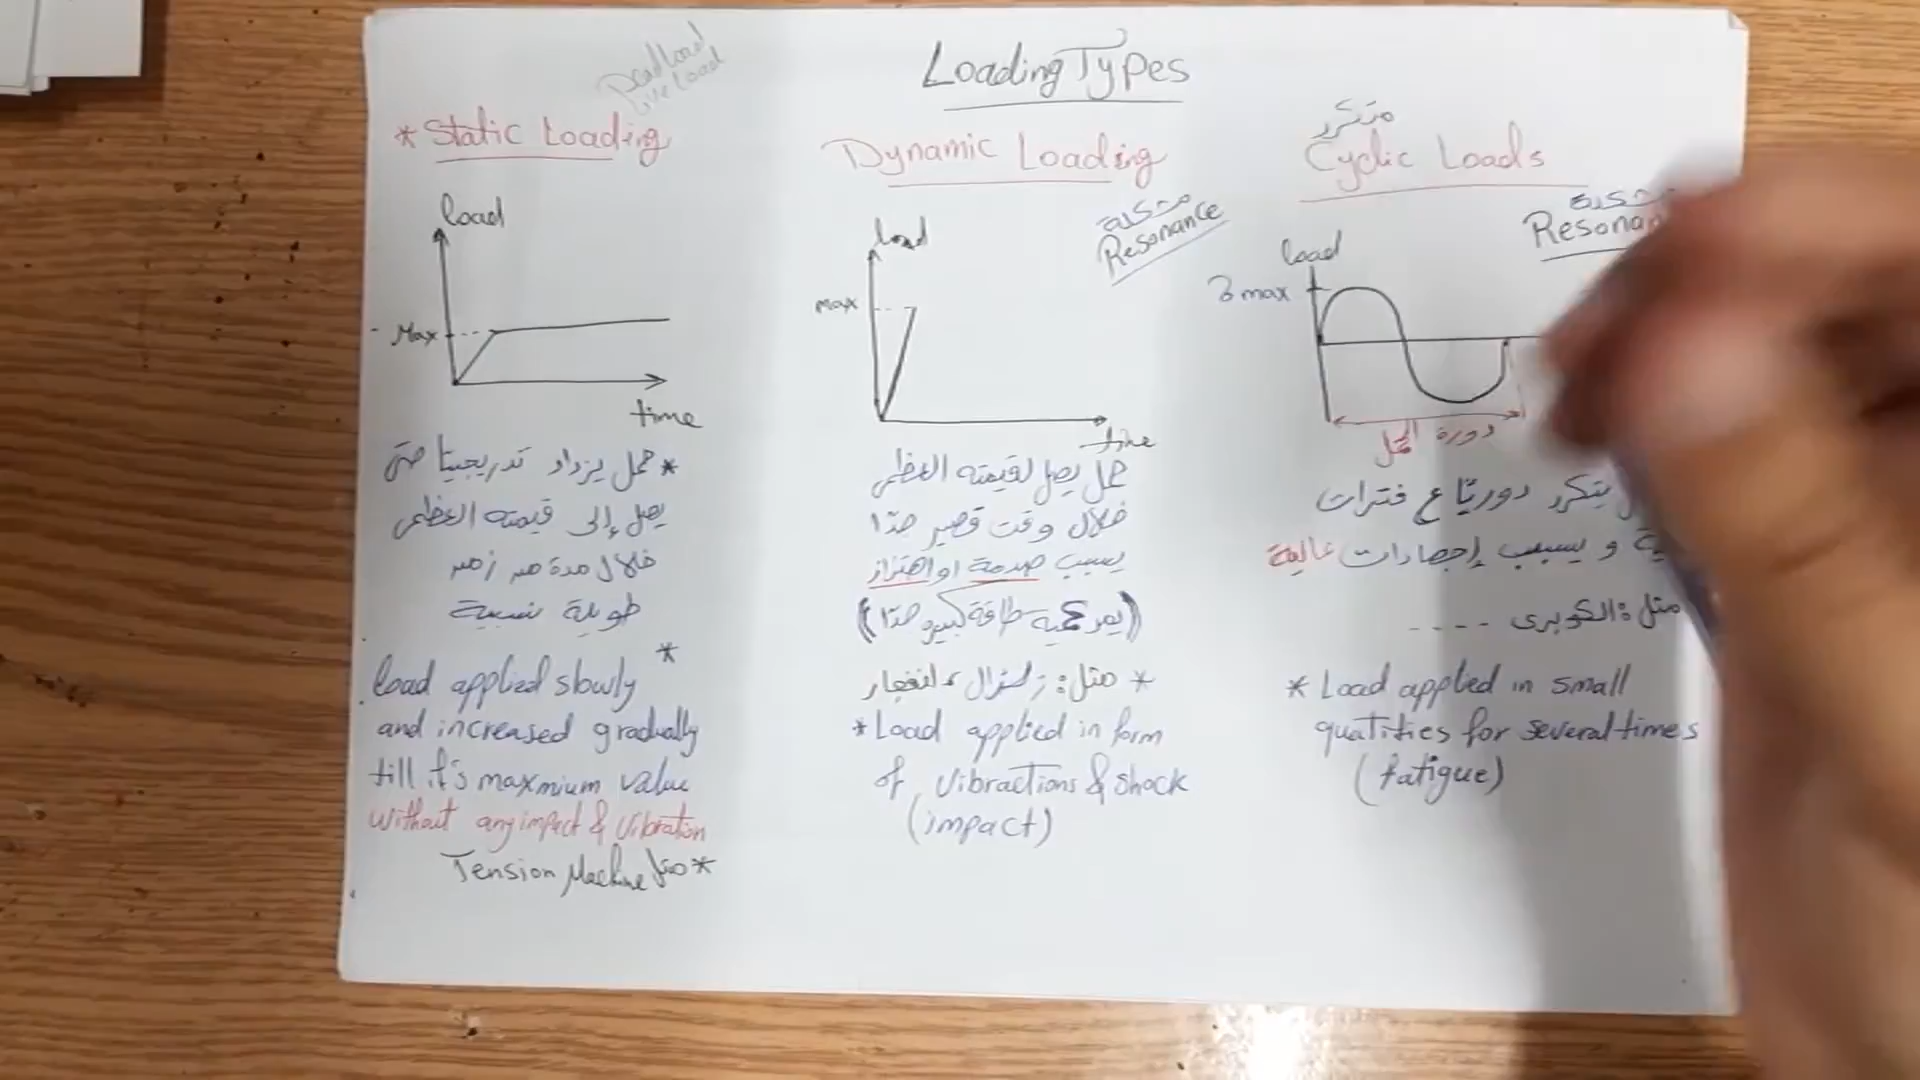 Loading Types
Dead Load
Live Load
* Static Loading
load
Max
time
* حمل يزداد تدريجيا حتى
يصل إلى قيمته العظمى
خلال مدة من زمن
طويلة نسبية
*
load applied slowly
and increased gradually
till it's maxmium value
without any impact & vibration
* مثل Tension Machine
Dynamic Loading
مشكلة
Resonance
load
max
time
حمل يصل لقيمته العظمى
خلال وقت قصير جدا
يسبب صدمة او اهتزاز
طاقة كبيره جدا)
* مثل: زلزال، انفجار
* Load applied in form
of vibractions & shock
(impact)
متكرر
Cyclic Loads
Resonan
load
max
دورة الحمل
يتكرر دوريا ع فترات
و يسبب إجهادات عالية
مثل: الكوبرى ----
* Load applied in small
quatities for several times
(fatigue)